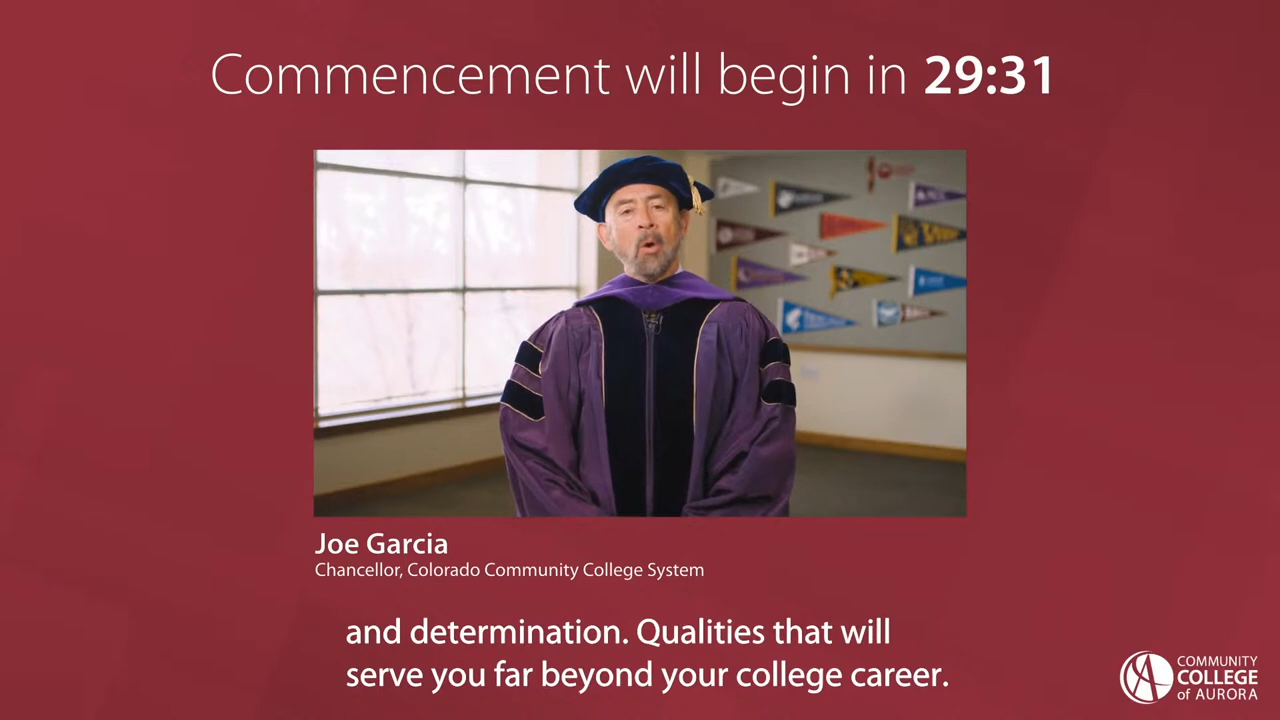 Commencement will begin in 29:31
Joe Garcia
Chancellor, Colorado Community College System
and determination. Qualities that will
serve you far beyond your college career.
COMMUNITY
COLLEGE
of AURORA